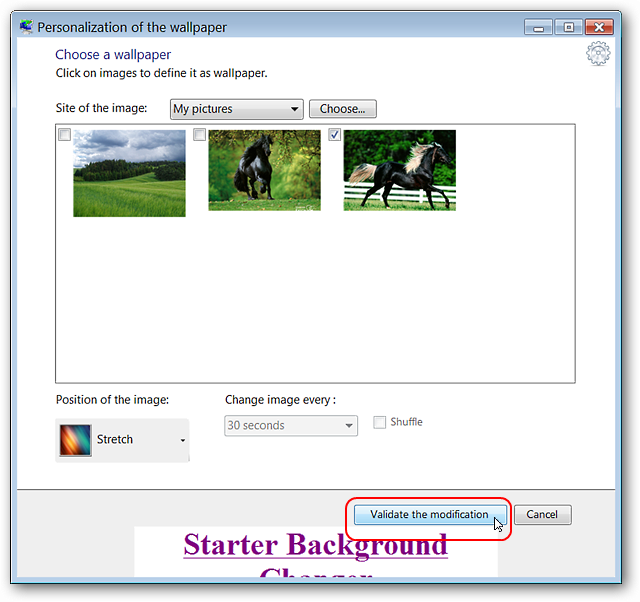 Personalization of the wallpaper
Choose a wallpaper
Click on images to define it as wallpaper.
Site of the image: My pictures Choose...
Position of the image: Change image every :
Stretch 30 seconds Shuffle
Validate the modification Cancel
Starter Background
Changer